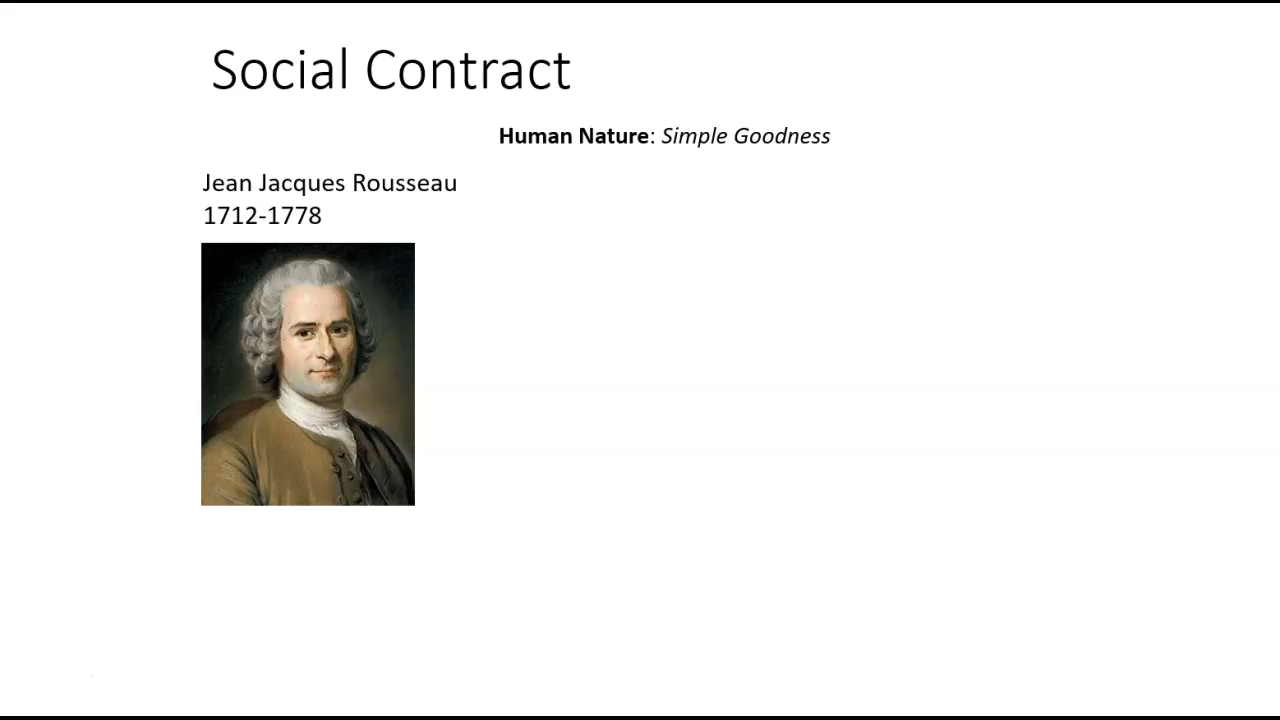 Social Contract
Human Nature: Simple Goodness
Jean Jacques Rousseau
1712-1778